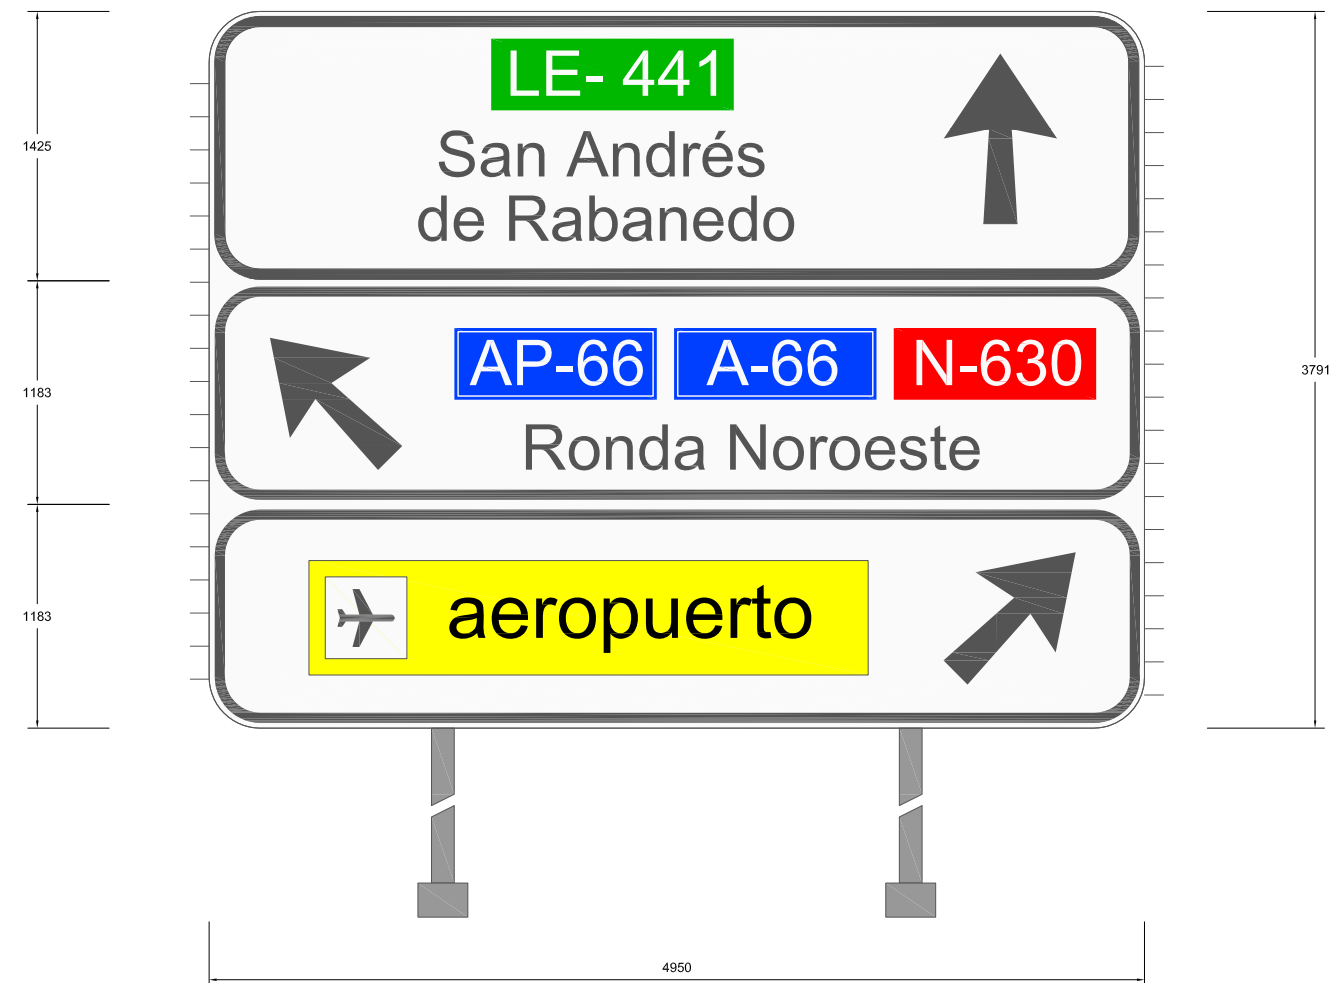 LE- 441
San Andrés
de Rabanedo
1425
AP-66 A-66 N-630
Ronda Noroeste
1183
3791
aeropuerto
1183
4950